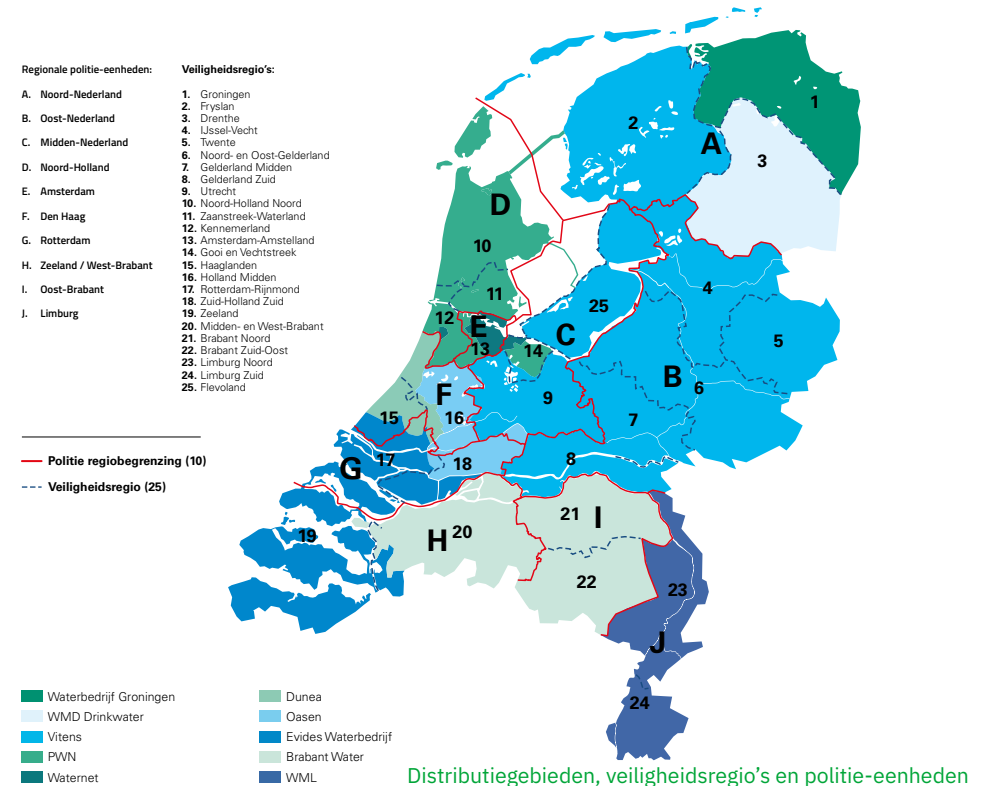 Regionale politie-eenheden:
A. Noord-Nederland
B. Oost-Nederland
C. Midden-Nederland
D. Noord-Holland
E. Amsterdam
F. Den Haag
G. Rotterdam
H. Zeeland / West-Brabant
I. Oost-Brabant
J. Limburg
Veiligheidsregio's:
1. Groningen
2. Fryslan
3. Drenthe
4. IJssel-Vecht
5. Twente
6. Noord- en Oost-Gelderland
7. Gelderland Midden
8. Gelderland Zuid
9. Utrecht
10. Noord-Holland Noord
11. Zaanstreek-Waterland
12. Kennemerland
13. Amsterdam-Amstelland
14. Gooi en Vechtstreek
15. Haaglanden
16. Holland Midden
17. Rotterdam-Rijnmond
18. Zuid-Holland Zuid
19. Zeeland
20. Midden- en West-Brabant
21. Brabant Noord
22. Brabant Zuid-Oost
23. Limburg Noord
24. Limburg Zuid
25. Flevoland
Politie regiobegrenzing (10)
Veiligheidsregio (25)
1
2
A
3
D
10
4
11
25
12
E
C
5
13
14
B
6
F
9
15
16
7
G
17
18
8
21
I
19
H
20
22
23
J
24
Waterbedrijf Groningen
WMD Drinkwater
Vitens
PWN
Waternet
Dunea
Oasen
Evides Waterbedrijf
Brabant Water
WML
Distributiegebieden, veiligheidsregio's en politie-eenheden